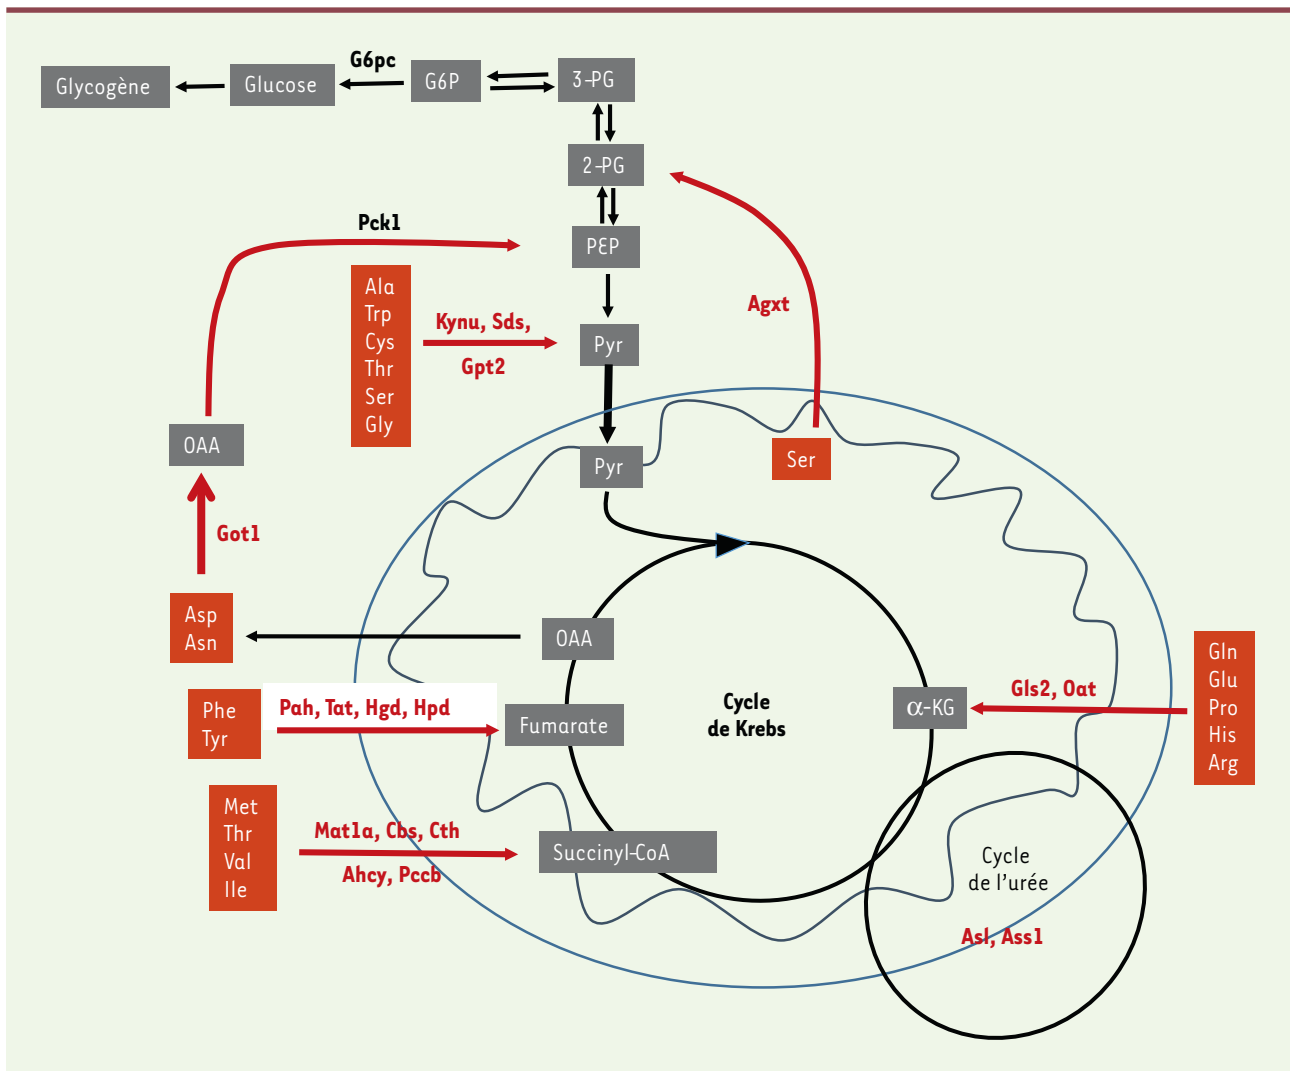 G6pc
Glycogène
Glucose
G6P
3-PG
2-PG
Pck1
PEP
Ala
Trp
Cys
Thr
Ser
Gly
Kynu, Sds,
Gpt2
Pyr
Agxt
OAA
Pyr
Ser
Got1
Asp
Asn
OAA
Phe
Tyr
Pah, Tat, Hgd, Hpd
Fumarate
Cycle
de Krebs
α-KG
Gls2, Oat
Gln
Glu
Pro
His
Arg
Met
Thr
Val
Ile
Mat1a, Cbs, Cth
Ahcy, Pccb
Succinyl-CoA
Cycle
de l'urée
Asl, Ass1